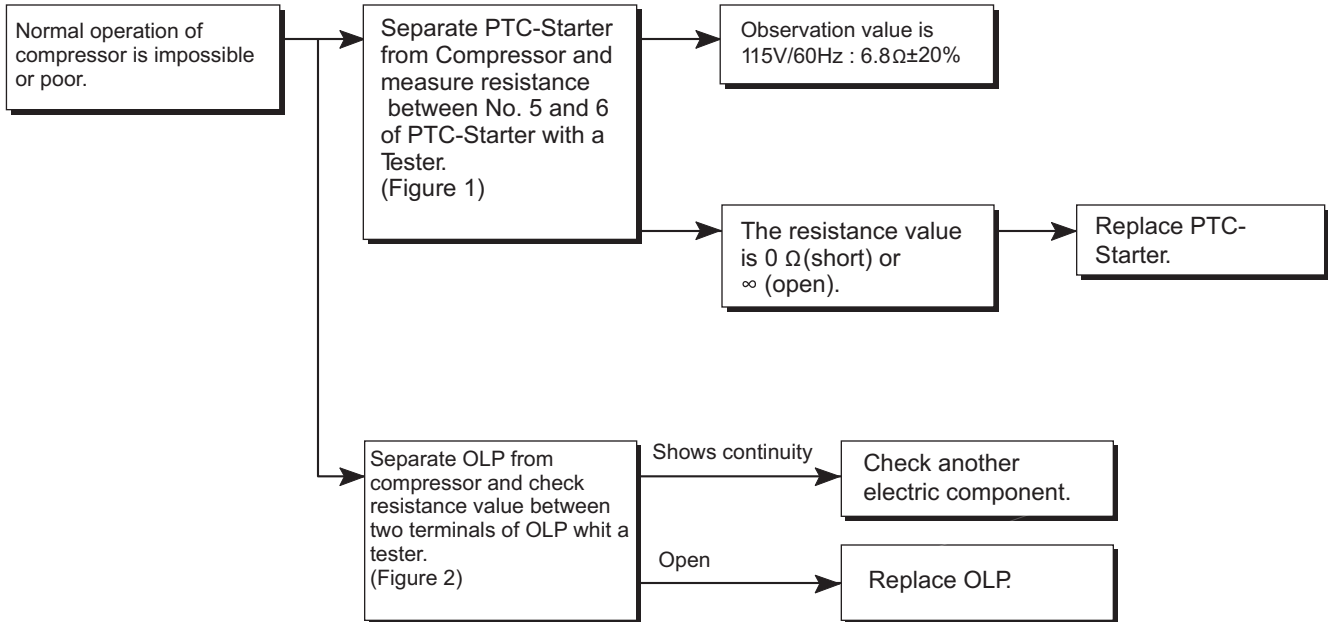 Normal operation of
compressor is impossible
or poor.
Separate PTC-Starter
from Compressor and
measure resistance
between No. 5 and 6
of PTC-Starter with a
Tester.
(Figure 1)
Observation value is
115V/60Hz : 6.8Ω±20%
The resistance value
is 0 Ω(short) or
∞ (open).
Replace PTC-
Starter.
Separate OLP from
compressor and check
resistance value between
two terminals of OLP whit a
tester.
(Figure 2)
Shows continuity
Check another
electric component.
Open
Replace OLP.